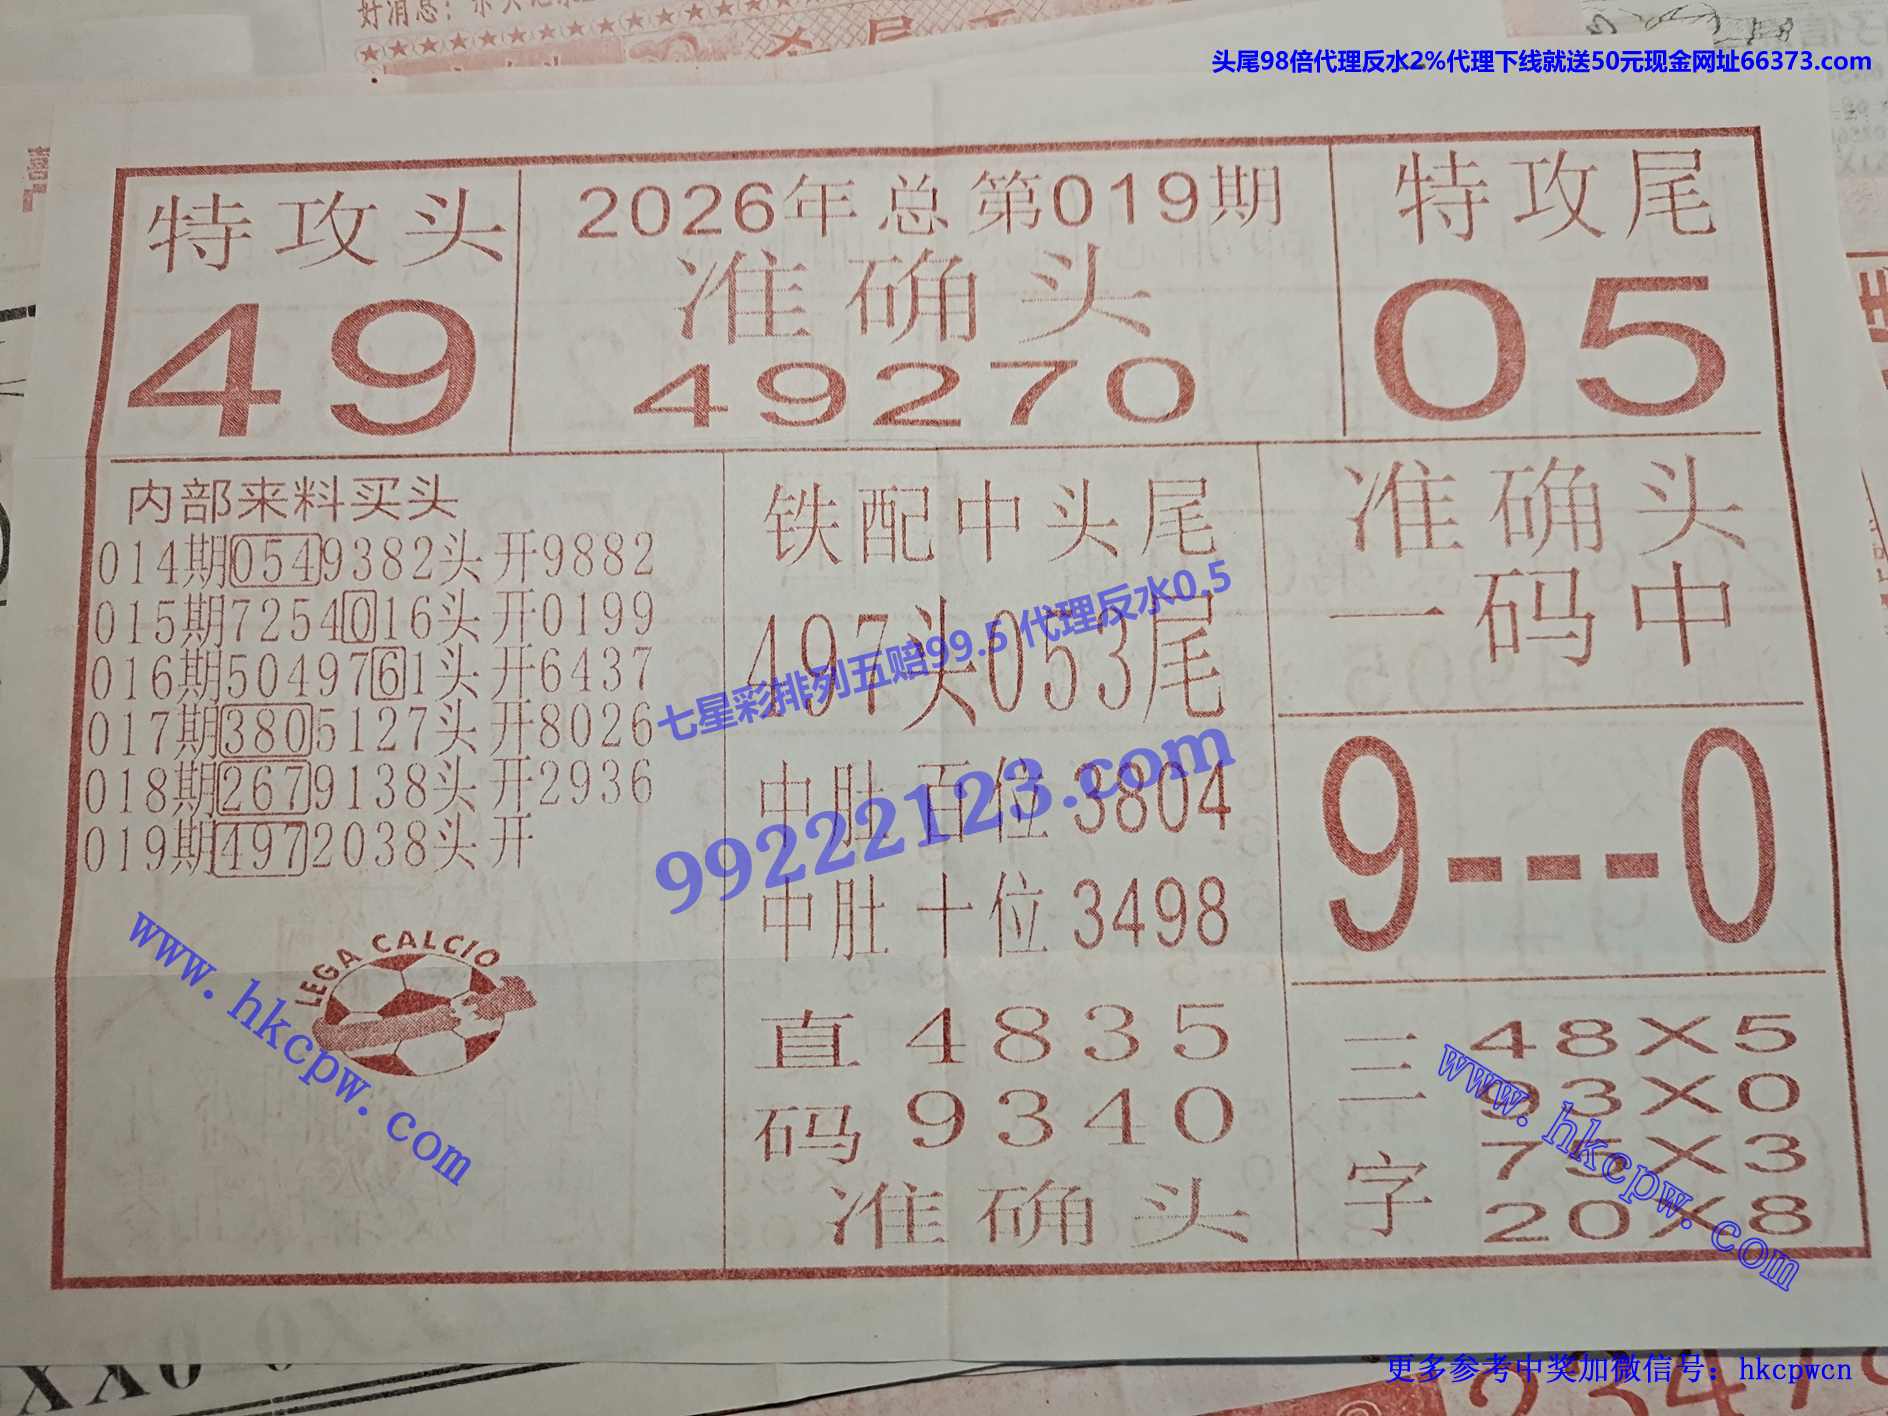 好消息：
头尾98倍代理反水2%代理下线就送50元现金网址66373.com
特攻头
49
2026年总第019期
准确头
49270
特攻尾
05
内部来料买头
014期0549382头开9882
015期7254016头开0199
016期5049761头开6437
017期3805127头开8026
018期2679138头开2936
019期4972038头开
LEGA CALCIO
www.hkcpw.com
铁配中头尾
497头053尾
七星彩排列五赔99.5代理反水0.5
中肚百位3804
99222123.com
中肚十位3498
直码
4835
9340
准确头
准确头
一码中
9---0
三字
48X5
93X0
75X3
20X8
www.hkcpw.com
更多参考中奖加微信号：hkcpwcn